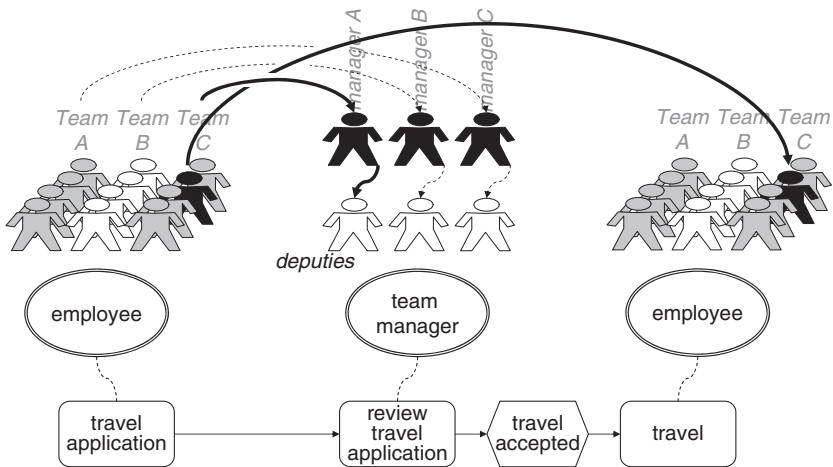 manager A
manager B
manager C
Team
A
Team
B
Team
C
Team
A
Team
B
Team
C
deputies
employee
team
manager
employee
travel
application
review
travel
application
travel
accepted
travel